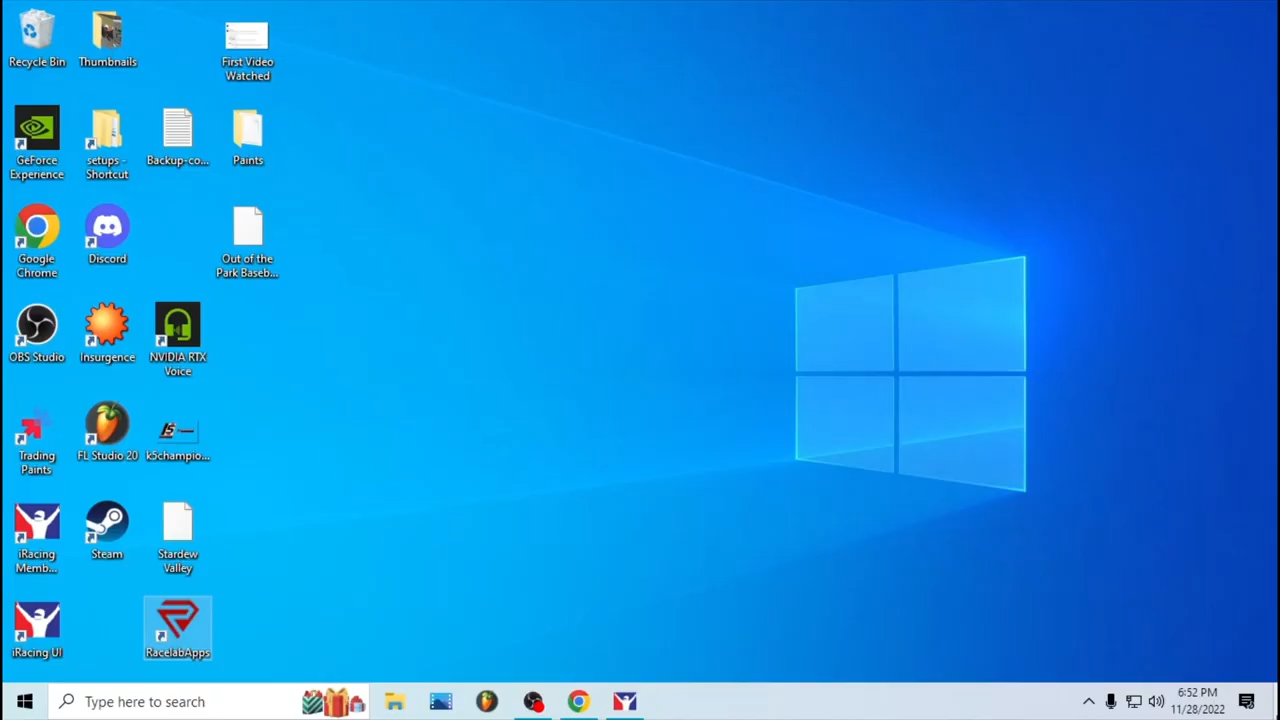 Recycle Bin
Thumbnails
First Video
Watched
GeForce
Experience
setups -
Shortcut
Backup-co...
Paints
Google
Chrome
Discord
Out of the
Park Baseb...
OBS Studio
Insurgence
NVIDIA RTX
Voice
Trading
Paints
FL Studio 20
k5champio...
iRacing
Memb...
Steam
Stardew
Valley
iRacing UI
RacelabApps
Type here to search
6:52 PM
11/28/2022